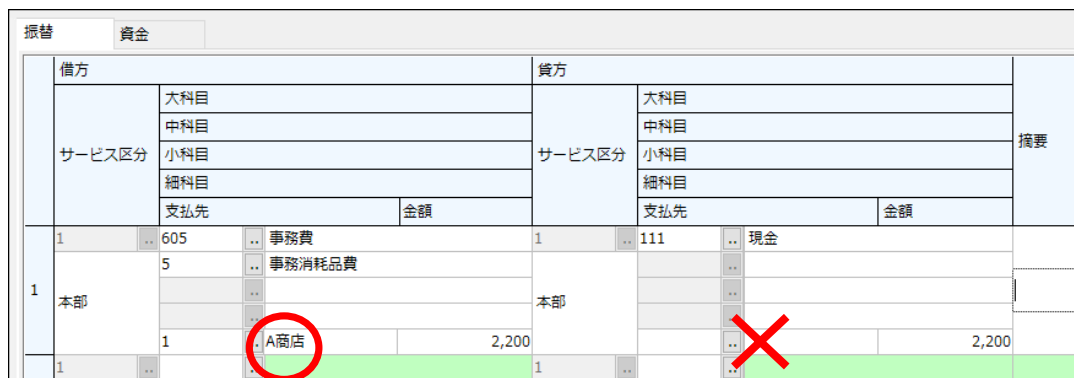 振替 資金
借方 貸方
大科目 大科目
中科目 中科目
摘要
サービス区分 小科目 サービス区分 小科目
細科目 細科目
支払先 金額 支払先 金額
1 .. 605 .. 事務費 1 .. 111 .. 現金
5 .. 事務消耗品費 ..
1 本部 .. 本部 ..
.. ..
1 .. A商店 2,200 .. 2,200
1 .. .. 1 .. ..